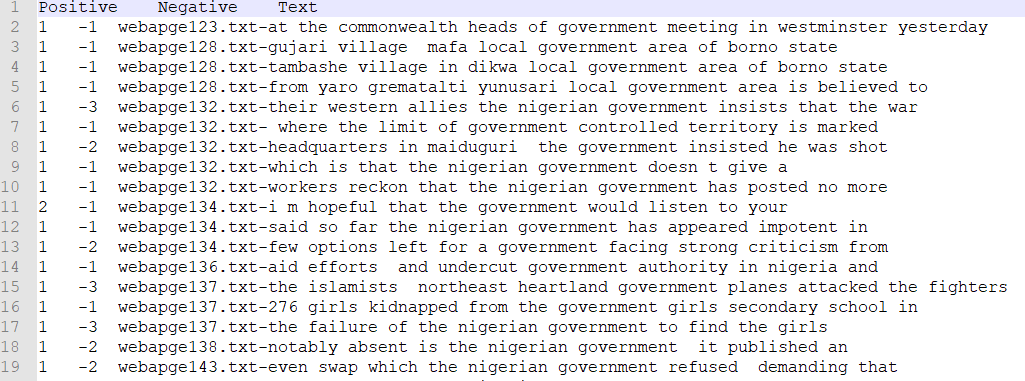 1 Positive Negative Text
2 1 -1 webapge123.txt-at the commonwealth heads of government meeting in westminster yesterday
3 1 -1 webapge128.txt-gujari village  mafa local government area of borno state
4 1 -1 webapge128.txt-tambashe village in dikwa local government area of borno state
5 1 -1 webapge128.txt-from yaro grematalti yunusari local government area is believed to
6 1 -3 webapge132.txt-their western allies the nigerian government insists that the war
7 1 -1 webapge132.txt- where the limit of government controlled territory is marked
8 1 -2 webapge132.txt-headquarters in maiduguri  the government insisted he was shot
9 1 -1 webapge132.txt-which is that the nigerian government doesn t give a
10 1 -1 webapge132.txt-workers reckon that the nigerian government has posted no more
11 2 -1 webapge134.txt-i m hopeful that the government would listen to your
12 1 -1 webapge134.txt-said so far the nigerian government has appeared impotent in
13 1 -2 webapge134.txt-few options left for a government facing strong criticism from
14 1 -1 webapge136.txt-aid efforts  and undercut government authority in nigeria and
15 1 -3 webapge137.txt-the islamists  northeast heartland government planes attacked the fighters
16 1 -1 webapge137.txt-276 girls kidnapped from the government girls secondary school in
17 1 -3 webapge137.txt-the failure of the nigerian government to find the girls
18 1 -2 webapge138.txt-notably absent is the nigerian government  it published an
19 1 -2 webapge143.txt-even swap which the nigerian government refused  demanding that